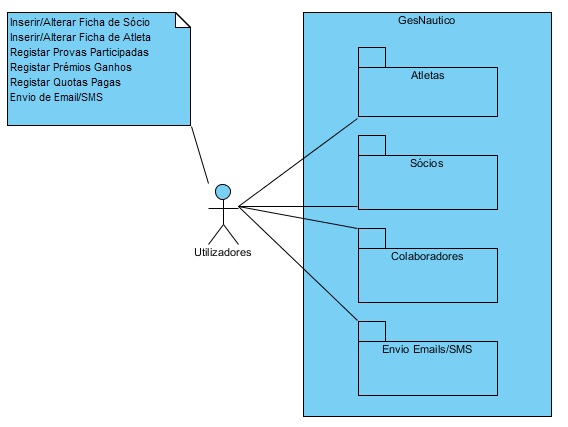 Inserir/Alterar Ficha de Sócio
Inserir/Alterar Ficha de Atleta
Registar Provas Participadas
Registar Prémios Ganhos
Registar Quotas Pagas
Envio de Email/SMS
Utilizadores
GesNautico
Atletas
Sócios
Colaboradores
Envio Emails/SMS